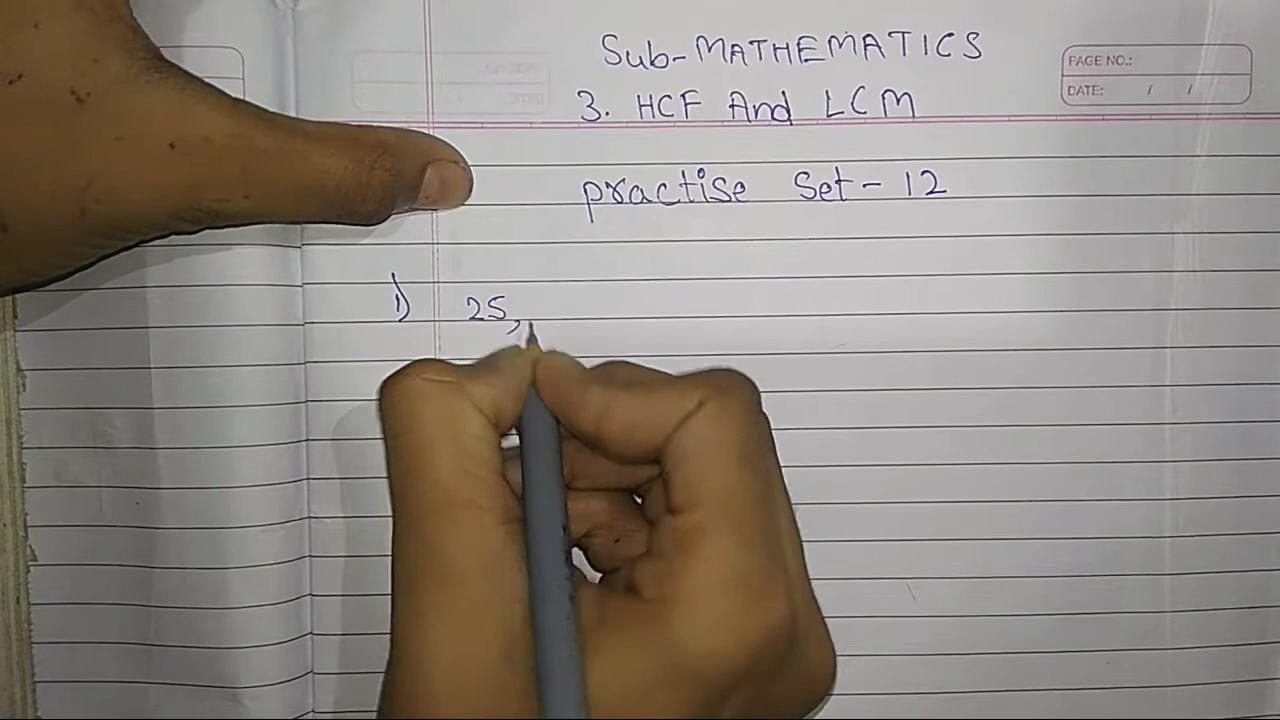 Sub-MATHEMATICS
PAGE NO.:
DATE: / /
3. HCF And LCM
practise Set-12
1) 25,